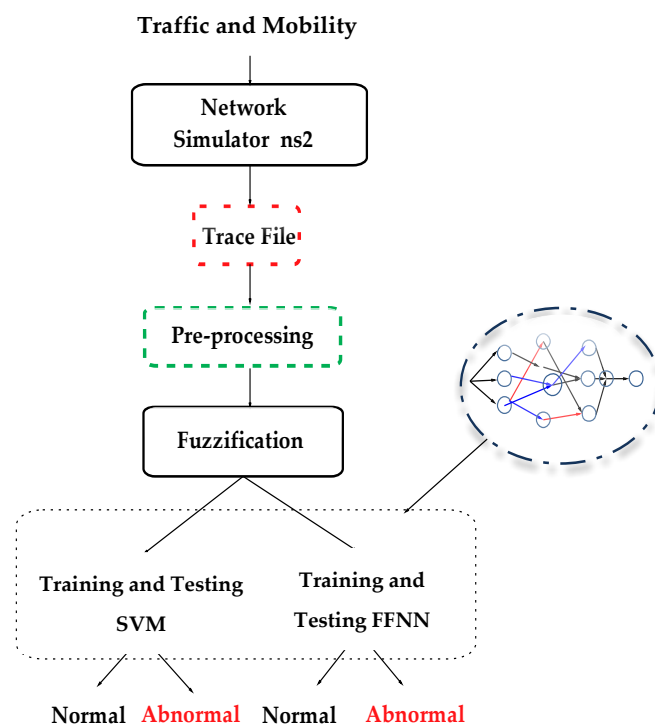 Traffic and Mobility
Network
Simulator ns2
Trace File
Pre-processing
Fuzzification
Training and Testing
SVM
Training and
Testing FFNN
Normal
Abnormal
Normal
Abnormal